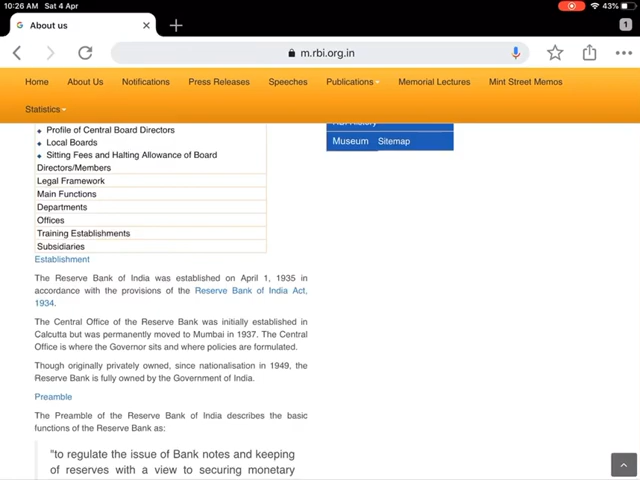 10:26 AM Sat 4 Apr
43%
About us
1
m.rbi.org.in
Home About Us Notifications Press Releases Speeches Publications Memorial Lectures Mint Street Memos
Statistics
Profile of Central Board Directors
Local Boards
Sitting Fees and Halting Allowance of Board
Directors/Members
Legal Framework
Main Functions
Departments
Offices
Training Establishments
Subsidiaries
RBI History
Museum Sitemap
Establishment
The Reserve Bank of India was established on April 1, 1935 in
accordance with the provisions of the Reserve Bank of India Act,
1934.
The Central Office of the Reserve Bank was initially established in
Calcutta but was permanently moved to Mumbai in 1937. The Central
Office is where the Governor sits and where policies are formulated.
Though originally privately owned, since nationalisation in 1949, the
Reserve Bank is fully owned by the Government of India.
Preamble
The Preamble of the Reserve Bank of India describes the basic
functions of the Reserve Bank as:
"to regulate the issue of Bank notes and keeping
of reserves with a view to securing monetary